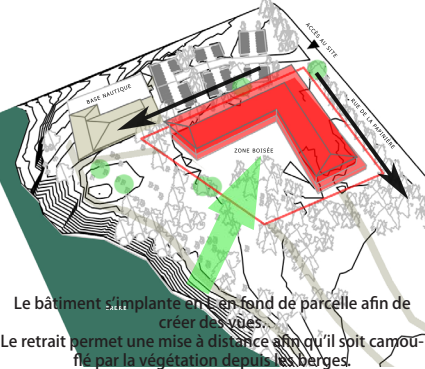 ACCÈS AU SITE
BASE NAUTIQUE
RUE DE LA PAPINIÈRE
ZONE BOISÉE
Le bâtiment s'implante en L en fond de parcelle afin de
créer des vues.
Le retrait permet une mise à distance afin qu'il soit camou-
flé par la végétation depuis les berges.